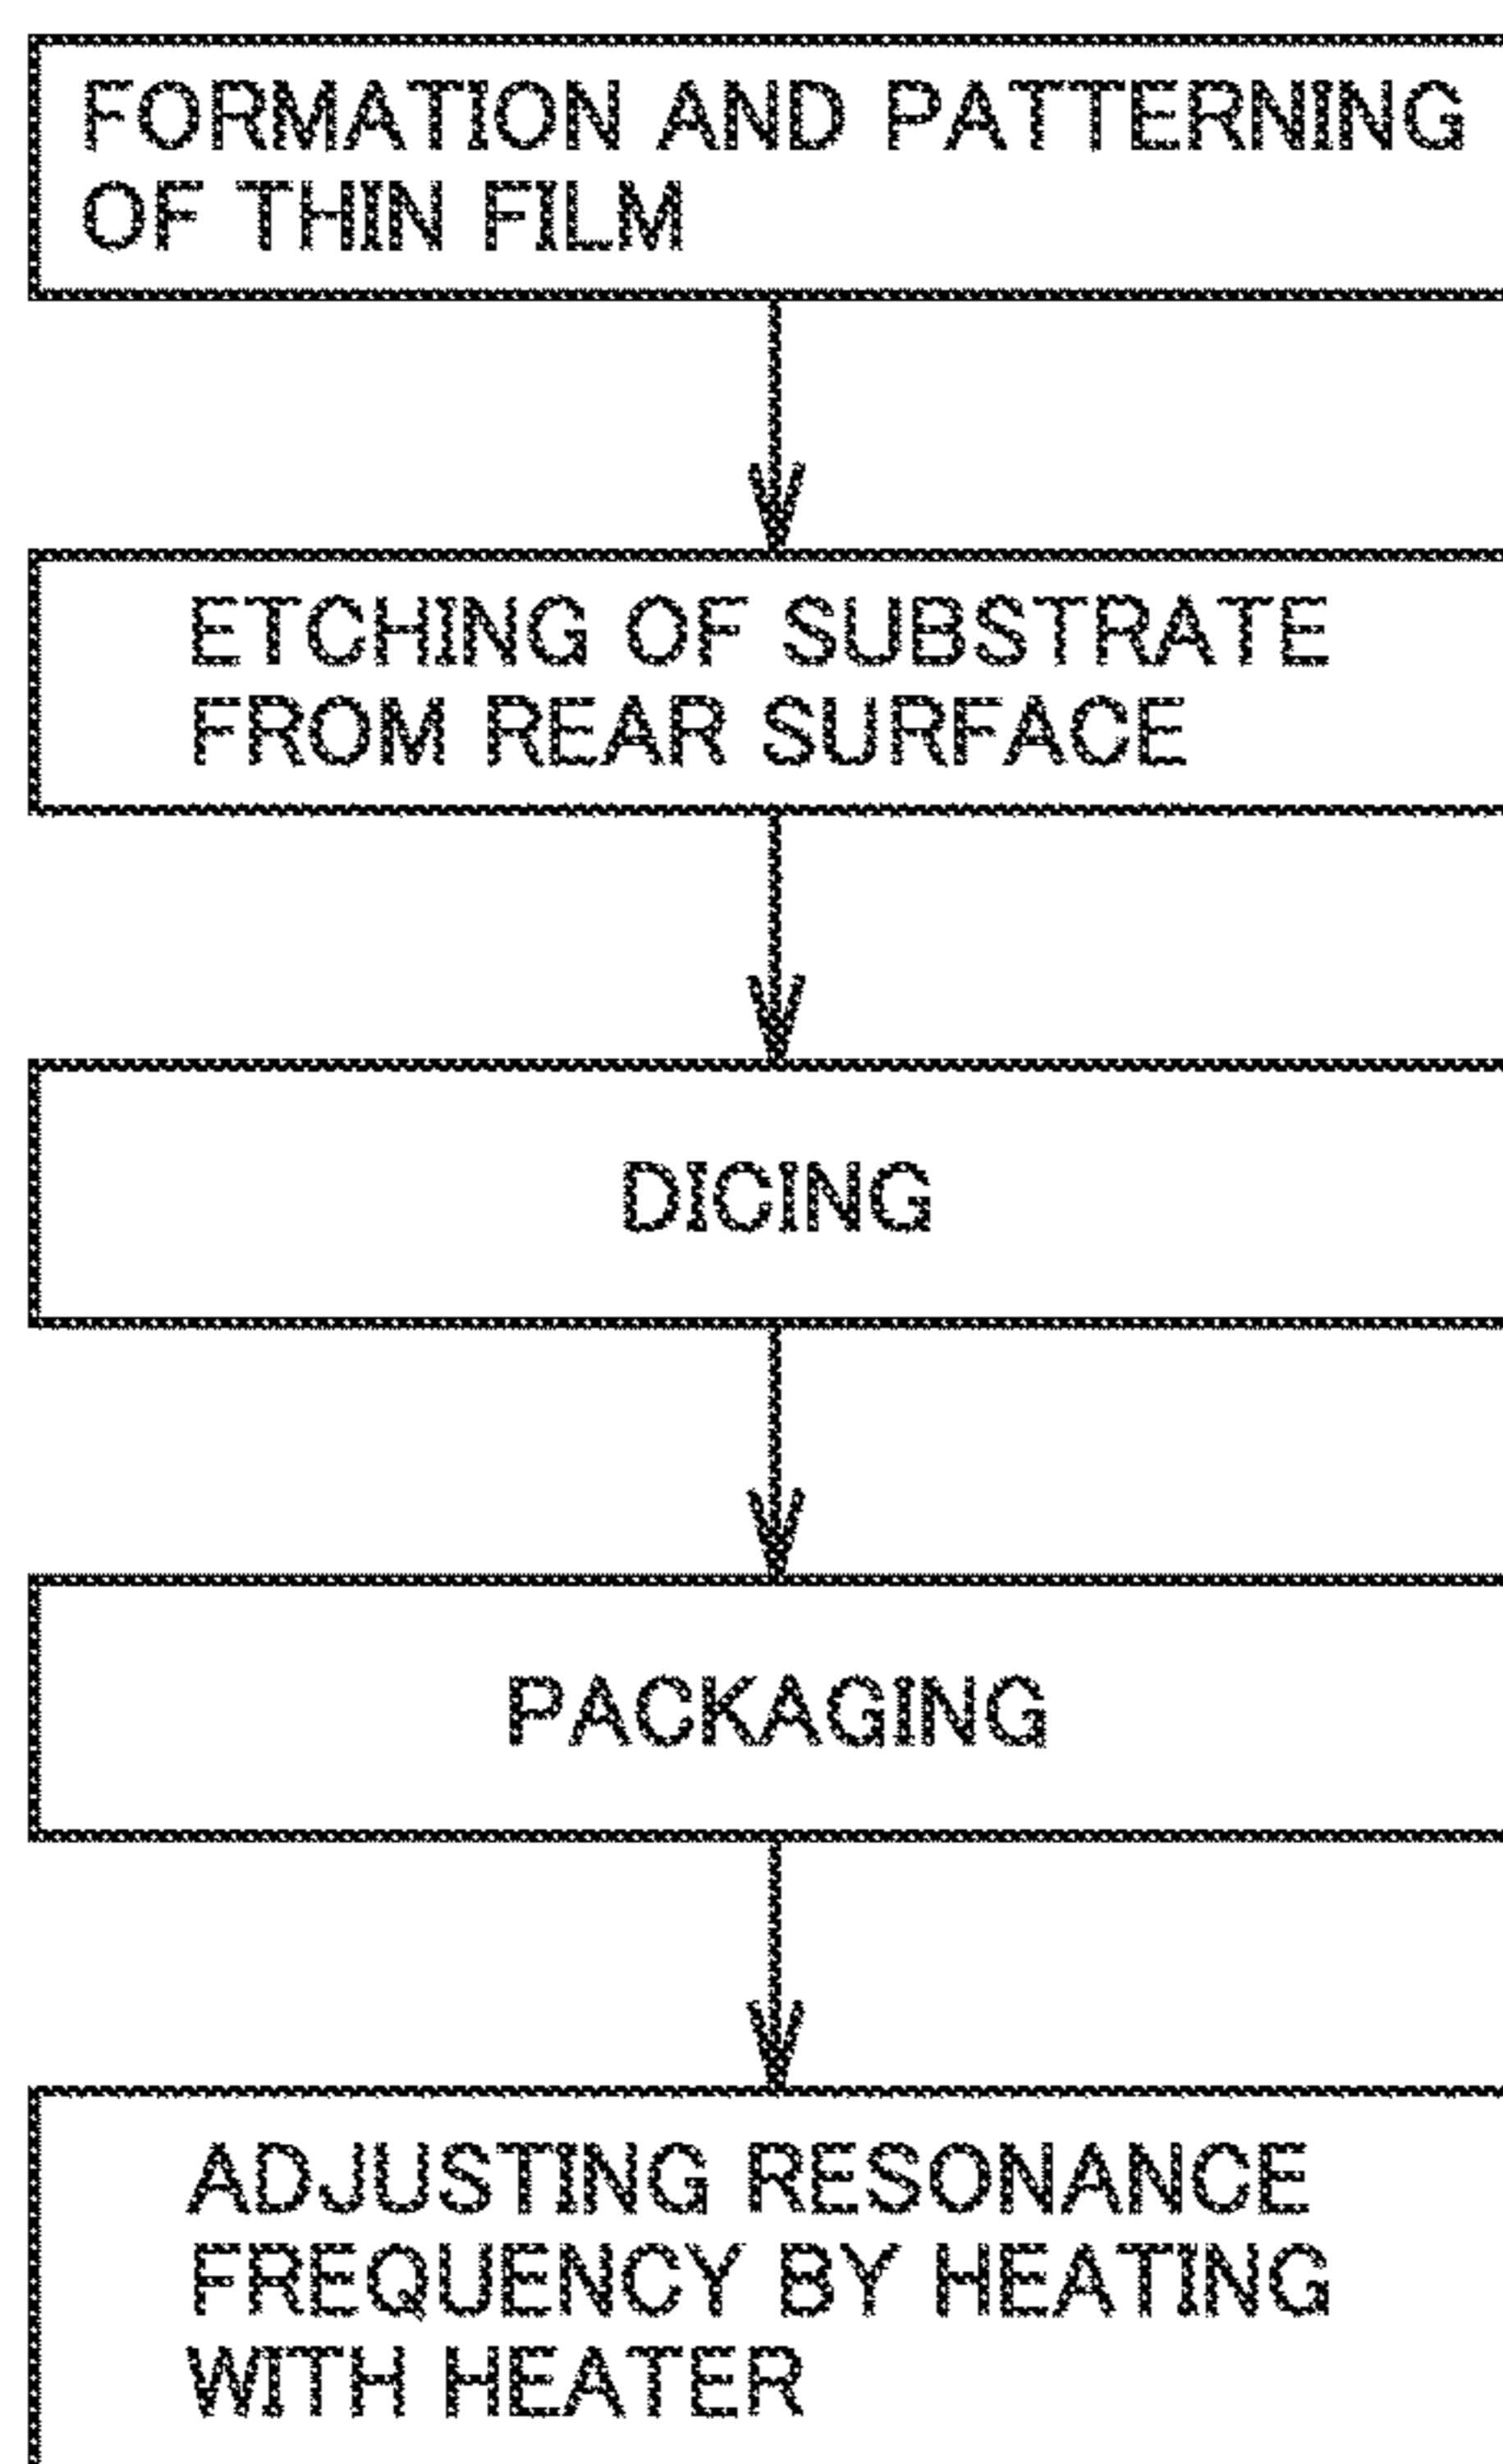 FORMATION AND PATTERNING
OF THIN FILM
ETCHING OF SUBSTRATE
FROM REAR SURFACE
DICING
PACKAGING
ADJUSTING RESONANCE
FREQUENCY BY HEATING
WITH HEATER